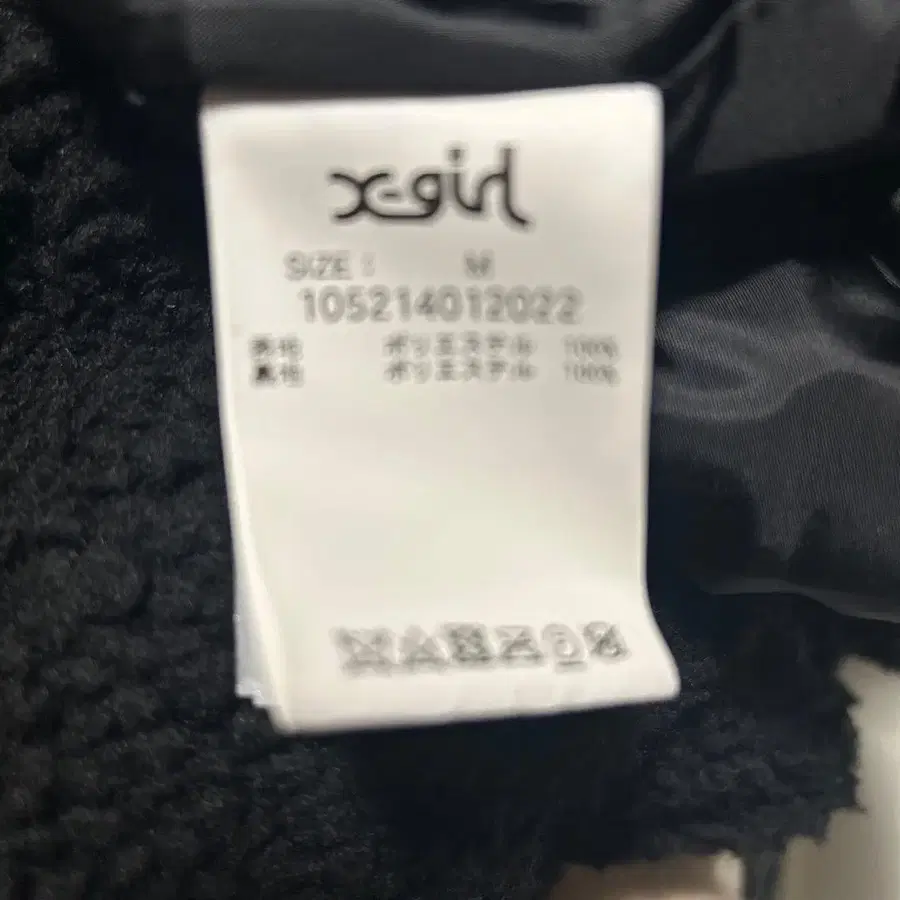 x-girl
SIZE : M
105214012022
表地 ポリエステル 100%
裏地 ポリエステル 100%